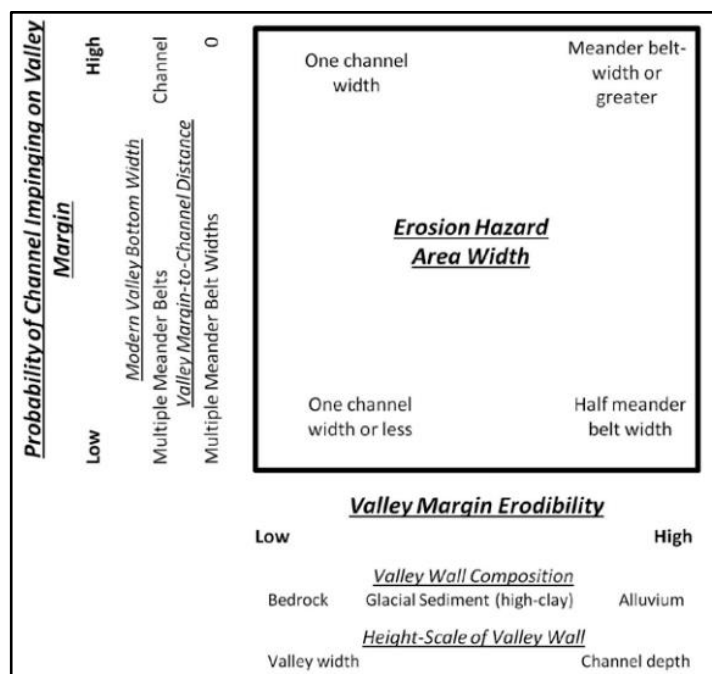 Probability of Channel Impinging on Valley
Margin
Low
High
Modern Valley Bottom Width
Multiple Meander Belts
Channel
Valley Margin-to-Channel Distance
Multiple Meander Belt Widths
0
One channel
width
Meander belt-
width or
greater
Erosion Hazard
Area Width
One channel
width or less
Half meander
belt width
Valley Margin Erodibility
Low
High
Valley Wall Composition
Bedrock
Glacial Sediment (high-clay)
Alluvium
Height-Scale of Valley Wall
Valley width
Channel depth